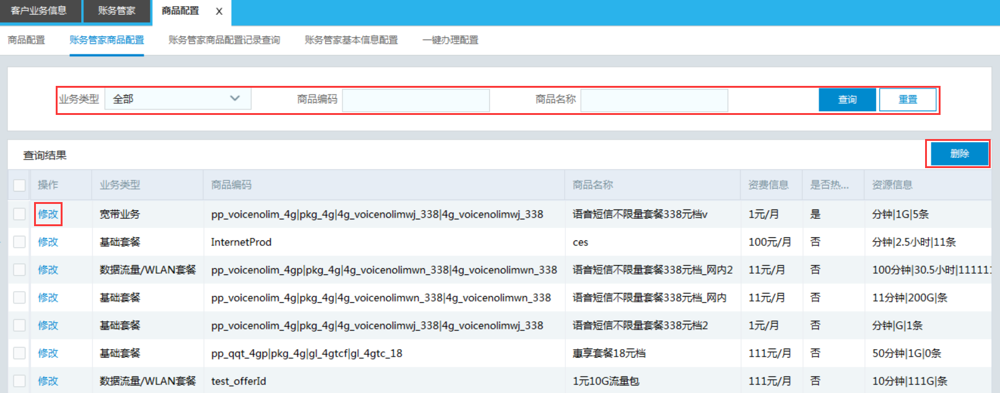 客户业务信息 账务管家 商品配置 X
商品配置 账务管家商品配置 账务管家商品配置记录查询 账务管家基本信息配置 一键办理配置
业务类型 全部 商品编码 商品名称 查询 重置
查询结果 删除
操作 业务类型 商品编码 商品名称 资费信息 是否热... 资源信息
修改 宽带业务 pp_voicenolim_4g|pkg_4g|4g_voicenolimwj_338|4g_voicenolimwj_338 语音短信不限量套餐338元档v 1元/月 是 分钟|1G|5条
修改 基础套餐 InternetProd ces 100元/月 否 分钟|2.5小时|11条
修改 数据流量/WLAN套餐 pp_voicenolim_4gp|pkg_4g|4g_voicenolimwn_338|4g_voicenolimwn_338 语音短信不限量套餐338元档_网内2 11元/月 否 100分钟|30.5小时|111111
修改 基础套餐 pp_voicenolim_4g|pkg_4g|4g_voicenolimwn_338|4g_voicenolimwn_338 语音短信不限量套餐338元档_网内 11元/月 否 11分钟|200G|条
修改 基础套餐 pp_voicenolim_4g|pkg_4g|4g_voicenolimwj_338|4g_voicenolimwj_338 语音短信不限量套餐338元档2 1元/月 否 分钟|G|1条
修改 基础套餐 pp_qqt_4gp|pkg_4g|gl_4gtcf|gl_4gtc_18 惠享套餐18元档 111元/月 否 50分钟|1G|0条
修改 数据流量/WLAN套餐 test_offerId 1元10G流量包 111元/月 否 10分钟|111G|条